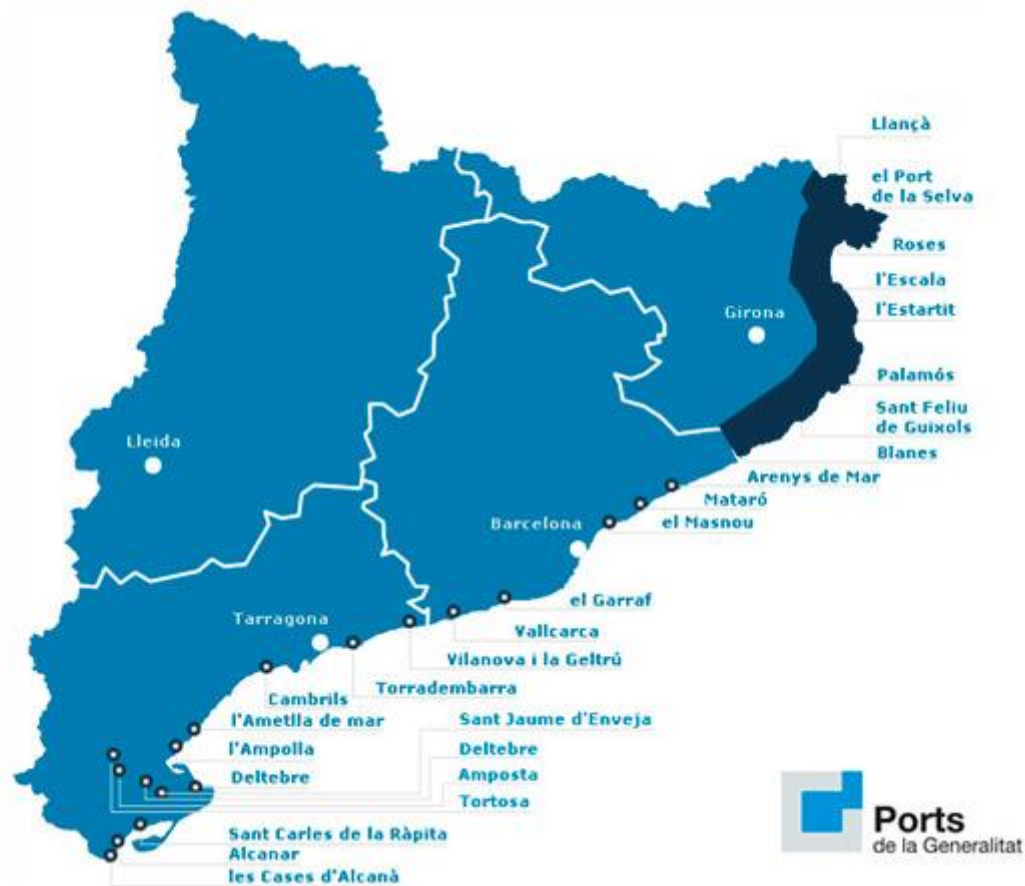 Llançà
el Port
de la Selva
Roses
l'Escala
l'Estartit
Girona
Palamós
Sant Feliu
de Guíxols
Blanes
Lleida
Arenys de Mar
Mataró
Barcelona
el Masnou
el Garraf
Tarragona
Vallcarca
Vilanova i la Geltrú
Torradembarra
Cambrils
l'Ametlla de mar
Sant Jaume d'Enveja
l'Ampolla
Deltebre
Deltebre
Amposta
Tortosa
Sant Carles de la Ràpita
Alcanar
les Cases d'Alcanà
Ports
de la Generalitat